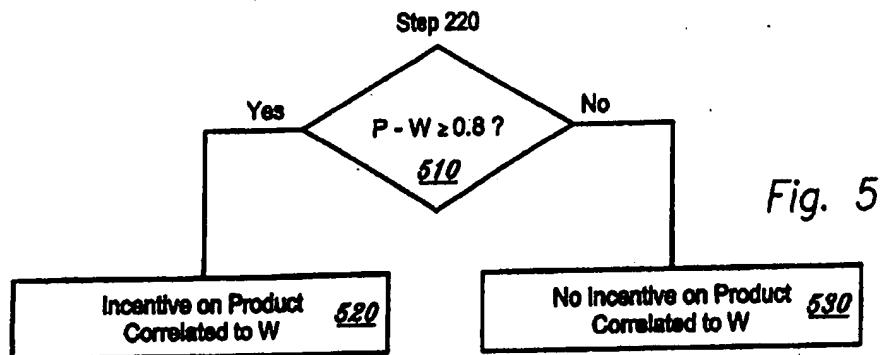 Step 220
Yes
No
P - W ≥ 0.8 ?
510
Fig. 5
Incentive on Product
Correlated to W
520
No Incentive on Product
Correlated to W
530